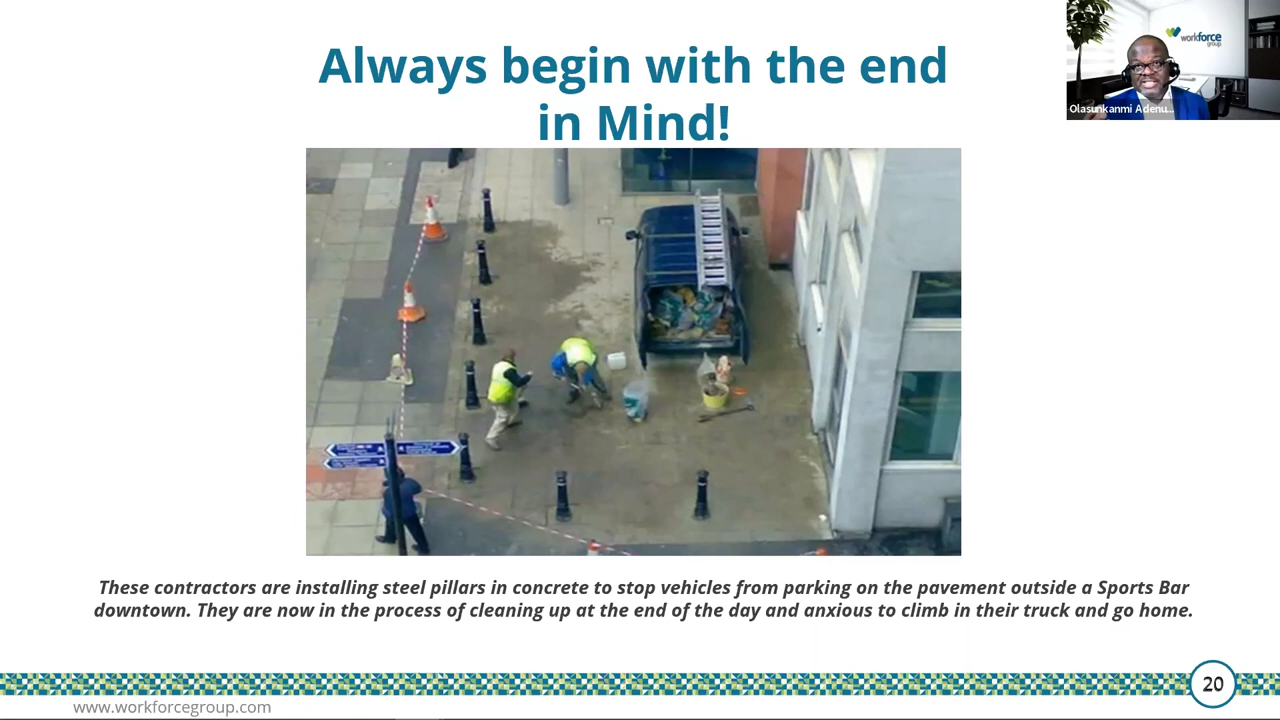 Always begin with the end
in Mind!
workforce
group
Olasunkanmi Adenu...
These contractors are installing steel pillars in concrete to stop vehicles from parking on the pavement outside a Sports Bar
downtown. They are now in the process of cleaning up at the end of the day and anxious to climb in their truck and go home.
20
www.workforcegroup.com